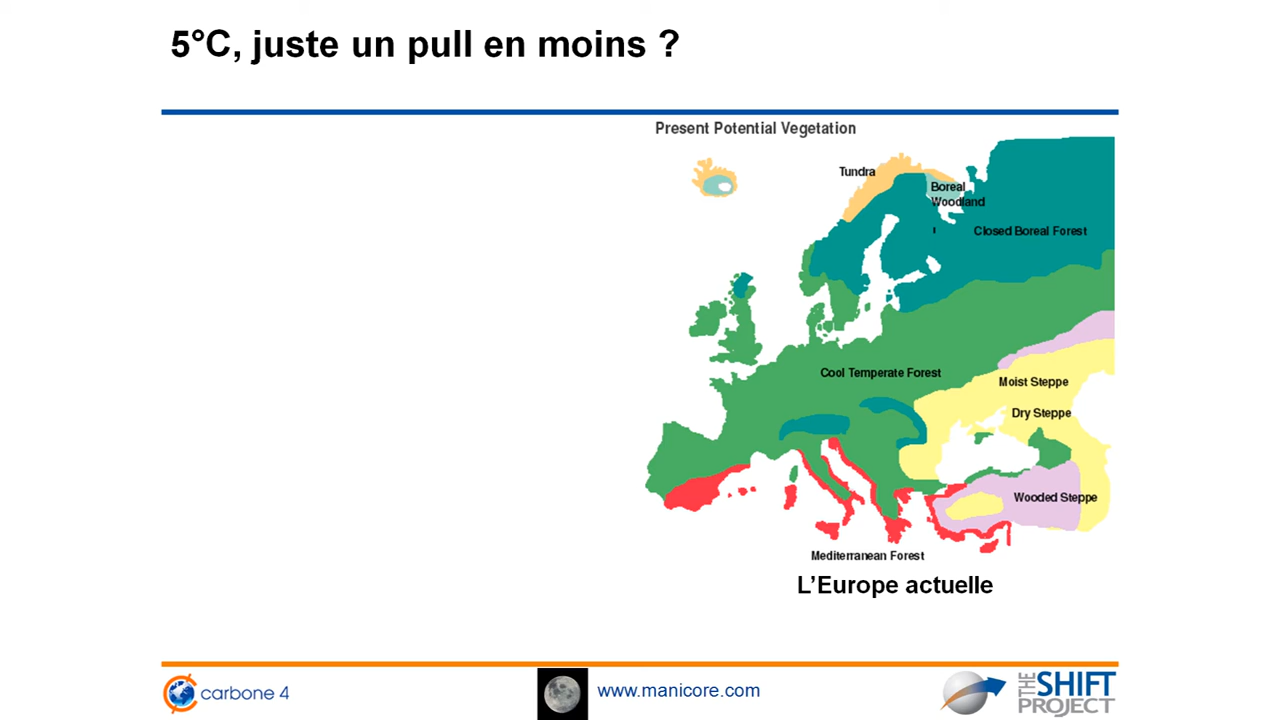 5°C, juste un pull en moins ?
Present Potential Vegetation
Tundra
Boreal
Woodland
Closed Boreal Forest
Cool Temperate Forest
Moist Steppe
Dry Steppe
Wooded Steppe
Mediterranean Forest
L'Europe actuelle
carbone 4
www.manicore.com
THE SHIFT
PROJECT